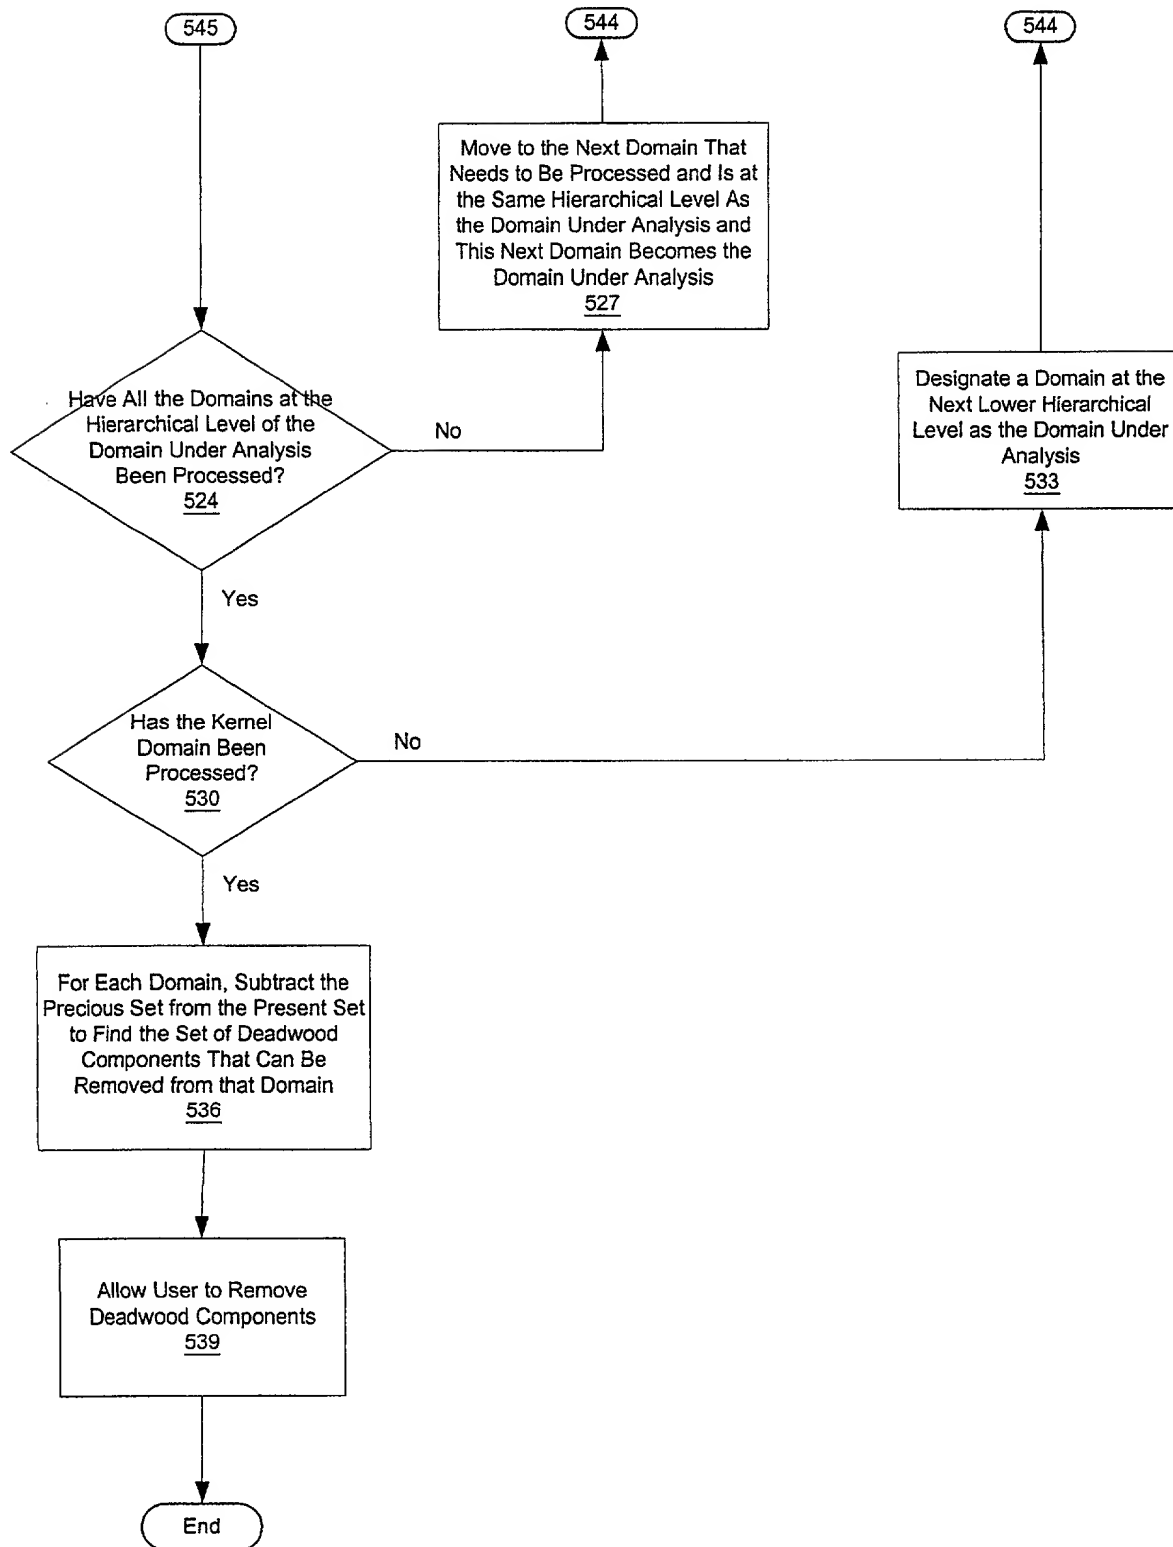 545
544
544
Move to the Next Domain That
Needs to Be Processed and Is at
the Same Hierarchical Level As
the Domain Under Analysis and
This Next Domain Becomes the
Domain Under Analysis
527
Have All the Domains at the
Hierarchical Level of the
Domain Under Analysis
Been Processed?
524
No
Designate a Domain at the
Next Lower Hierarchical
Level as the Domain Under
Analysis
533
Yes
Has the Kernel
Domain Been
Processed?
530
No
Yes
For Each Domain, Subtract the
Precious Set from the Present Set
to Find the Set of Deadwood
Components That Can Be
Removed from that Domain
536
Allow User to Remove
Deadwood Components
539
End